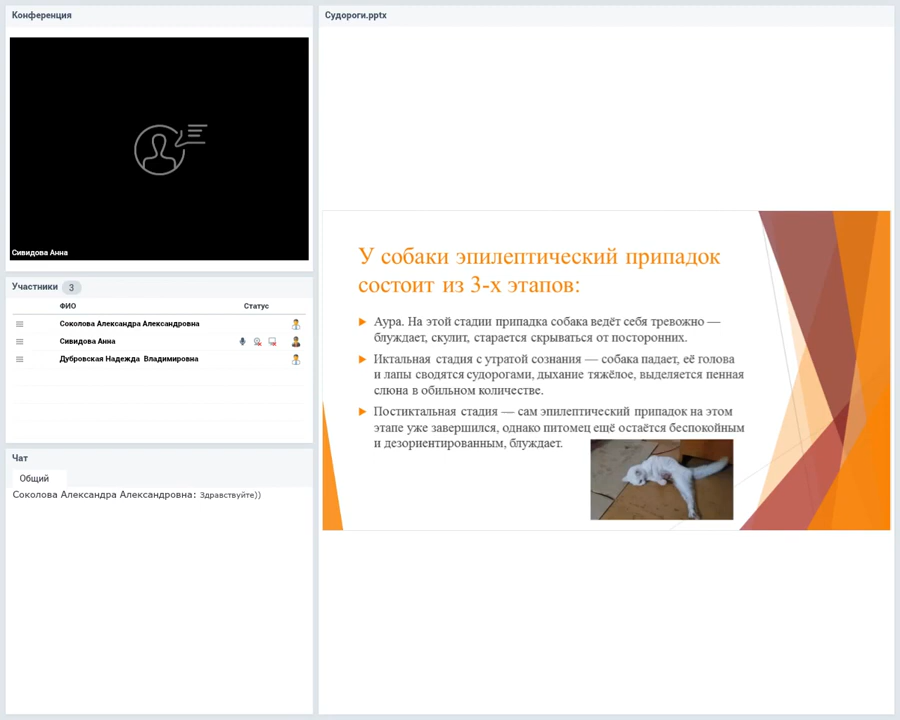 Конференция
Сивидова Анна
Участники 3
ФИО Статус
Соколова Александра Александровна
Сивидова Анна
Дубровская Надежда Владимировна
Чат
Общий
Соколова Александра Александровна: Здравствуйте))
Судороги.pptx
У собаки эпилептический припадок
состоит из 3-х этапов:
Аура. На этой стадии припадка собака ведёт себя тревожно —
блуждает, скулит, старается скрываться от посторонних.
Иктальная стадия с утратой сознания — собака падает, её голова
и лапы сводятся судорогами, дыхание тяжёлое, выделяется пенная
слюна в обильном количестве.
Постиктальная стадия — сам эпилептический припадок на этом
этапе уже завершился, однако питомец ещё остаётся беспокойным
и дезориентированным, блуждает.